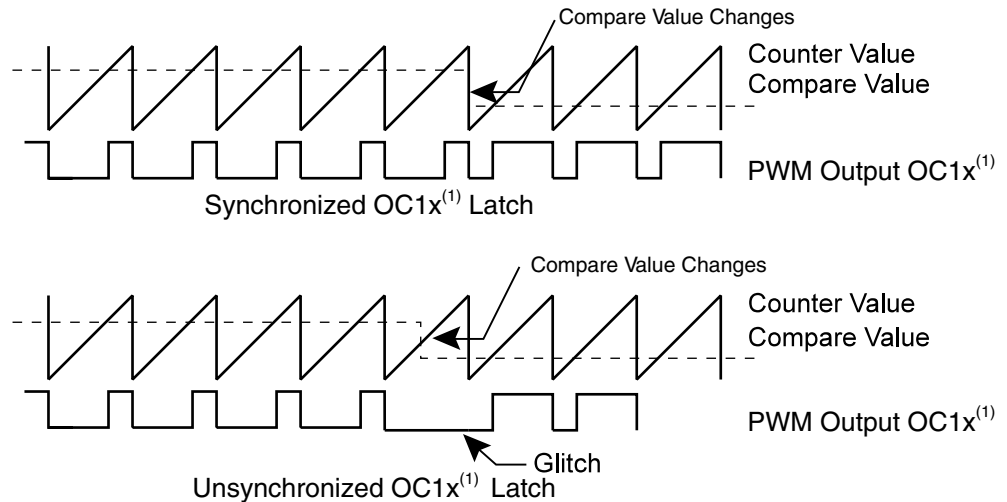 Compare Value Changes
Counter Value
Compare Value
PWM Output OC1x(1)
Synchronized OC1x(1) Latch
Compare Value Changes
Counter Value
Compare Value
PWM Output OC1x(1)
Glitch
Unsynchronized OC1x(1) Latch